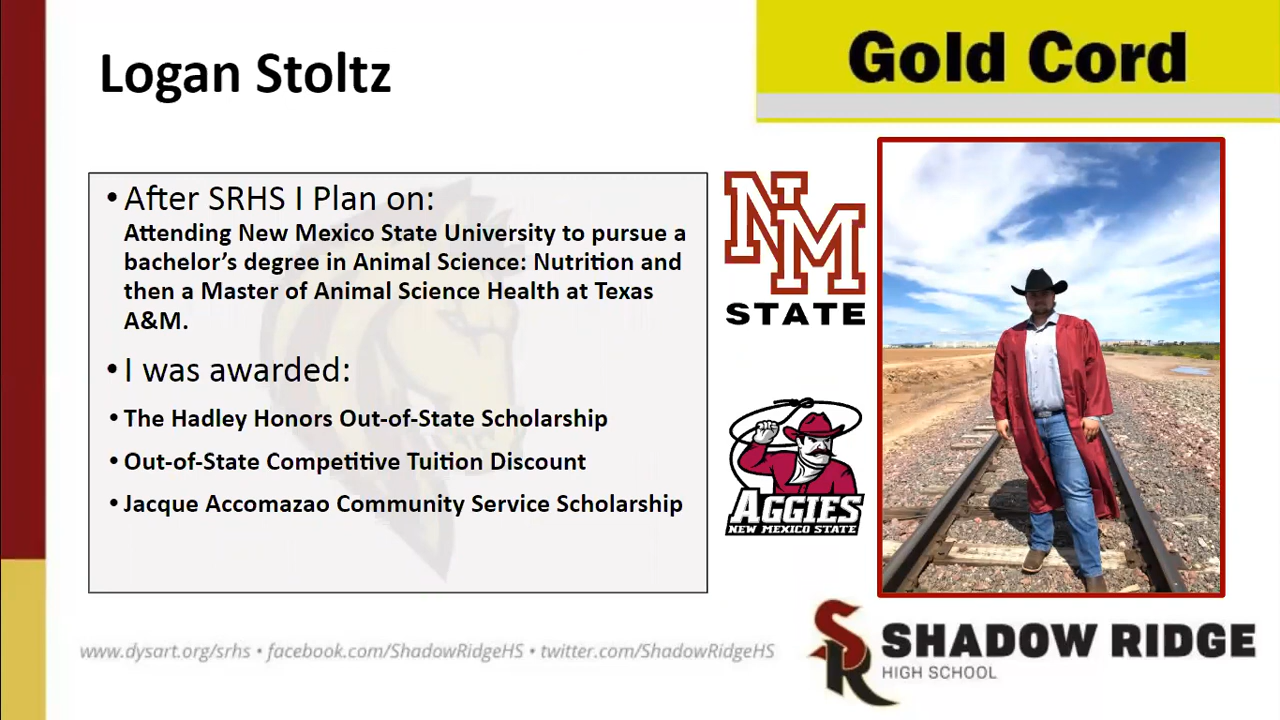 Logan Stoltz
Gold Cord
• After SRHS I Plan on:
Attending New Mexico State University to pursue a
bachelor’s degree in Animal Science: Nutrition and
then a Master of Animal Science Health at Texas
A&M.
• I was awarded:
• The Hadley Honors Out-of-State Scholarship
• Out-of-State Competitive Tuition Discount
• Jacque Accomazao Community Service Scholarship
NM
STATE
AGGIES
NEW MEXICO STATE
www.dysart.org/srhs • facebook.com/ShadowRidgeHS • twitter.com/ShadowRidgeHS
SR
SHADOW RIDGE
HIGH SCHOOL